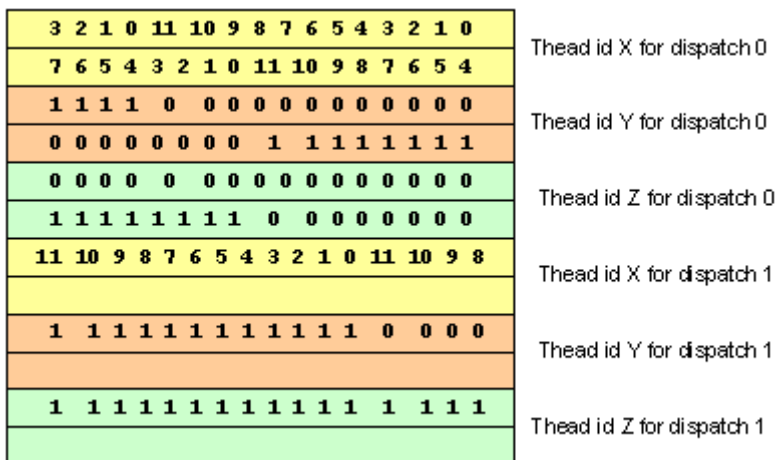 3 2 1 0 11 10 9 8 7 6 5 4 3 2 1 0
Thead id X for dispatch 0
7 6 5 4 3 2 1 0 11 10 9 8 7 6 5 4
1 1 1 1 0 0 0 0 0 0 0 0 0 0 0 0
Thead id Y for dispatch 0
0 0 0 0 0 0 0 0 1 1 1 1 1 1 1 1
0 0 0 0 0 0 0 0 0 0 0 0 0 0 0 0
Thead id Z for dispatch 0
1 1 1 1 1 1 1 1 0 0 0 0 0 0 0 0
11 10 9 8 7 6 5 4 3 2 1 0 11 10 9 8
Thead id X for dispatch 1
1 1 1 1 1 1 1 1 1 1 1 1 0 0 0 0
Thead id Y for dispatch 1
1 1 1 1 1 1 1 1 1 1 1 1 1 1 1 1
Thead id Z for dispatch 1